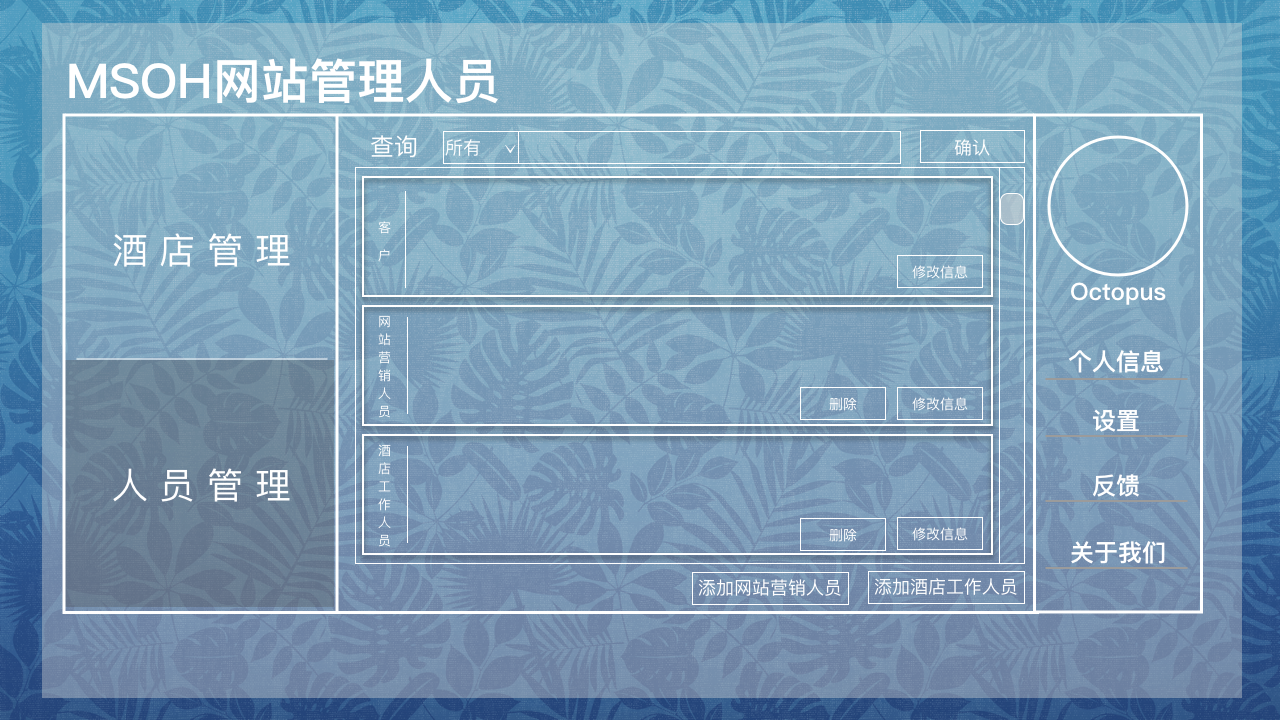 MSOH网站管理人员
酒店管理
人员管理
查询
所有
确认
客户
修改信息
网站营销人员
删除
修改信息
酒店工作人员
删除
修改信息
添加网站营销人员
添加酒店工作人员
Octopus
个人信息
设置
反馈
关于我们